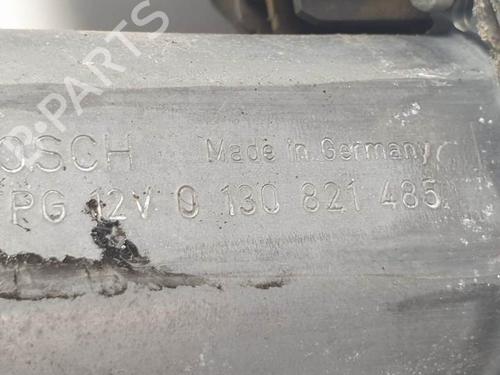 OSCH Made in Germany
PG 12V 0 130 821 485
B-PARTS